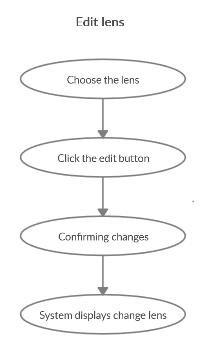 Edit lens
Choose the lens
Click the edit button
Confirming changes
System displays change lens